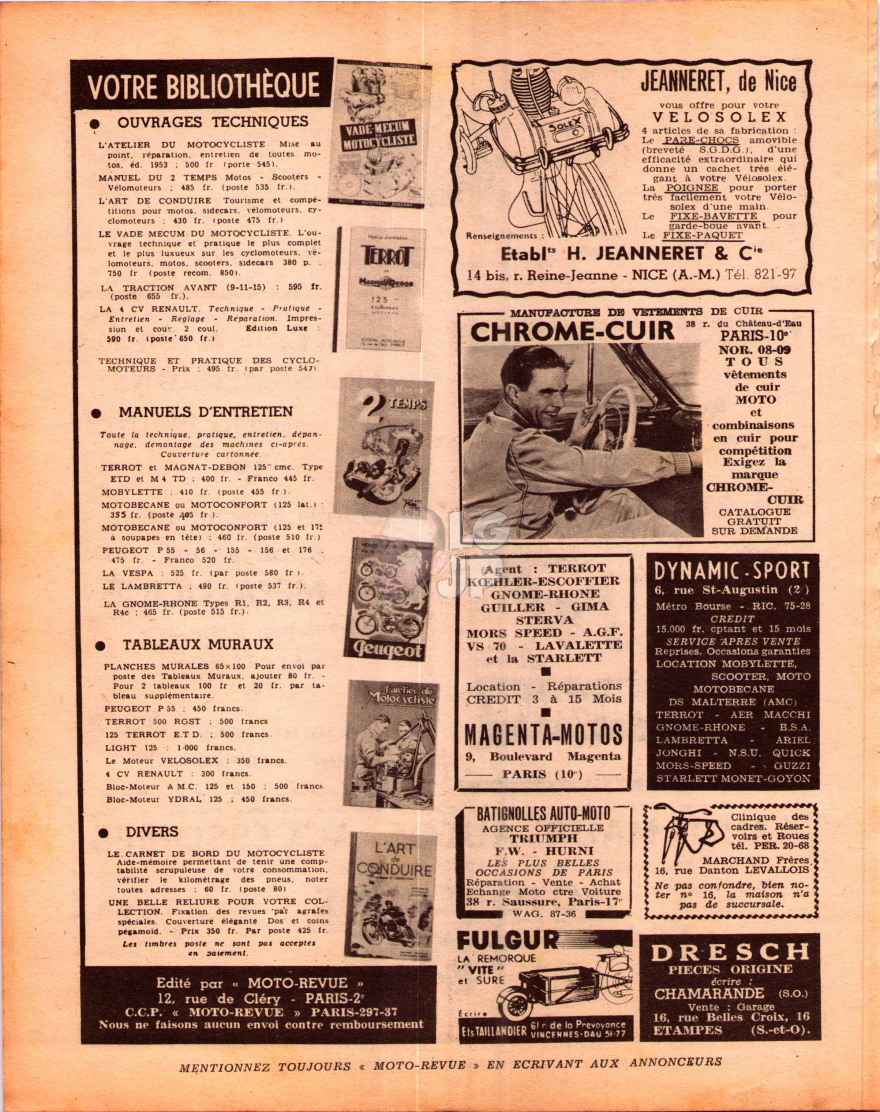 VOTRE BIBLIOTHÈQUE
● OUVRAGES TECHNIQUES
L'ATELIER DU MOTOCYCLISTE Mise au
point, réparation, entretien de toutes mo-
tos, éd. 1953 ; 500 fr (porte 545).
MANUEL DU 2 TEMPS Motos - Scooters -
Vélomoteurs ; 485 fr. (poste 535 fr.).
L'ART DE CONDUIRE Tourisme et compé-
titions pour motos, sidecars, vélomoteurs, cy-
clomoteurs : 430 fr. (poste 475 fr.)
LE VADE MECUM DU MOTOCYCLISTE. L'ou-
vrage technique et pratique le plus complet
et le plus luxueux sur les cyclomoteurs, vé-
lomoteurs, motos, scooters, sidecars 380 p. :
750 fr (poste recom. 850).
LA TRACTION AVANT (9-11-15) : 595 fr.
(poste 655 fr.).
LA 4 CV RENAULT. Technique - Pratique -
Entretien - Reglage - Réparation. Impres-
sion et couv. 2 coul. Edition Luxe :
590 fr. (poste 650 fr.)
TECHNIQUE ET PRATIQUE DES CYCLO-
MOTEURS - Prix ; 495 fr. (par poste 547).
● MANUELS D'ENTRETIEN
Toute la technique, pratique, entretien, dépan-
nage, démontage des machines ci-après.
Couverture cartonnée.
TERROT et MAGNAT-DEBON 125 cmc. Type
ETD et M 4 TD : 400 fr. - Franco 445 fr.
MOBYLETTE ; 410 fr. (poste 455 fr.).
MOTOBECANE ou MOTOCONFORT (125 lat.) :
355 fr. (poste 405 fr.).
MOTOBECANE ou MOTOCONFORT (125 et 175
à soupapes en tête) ; 460 fr. (poste 510 fr.)
PEUGEOT P 55 - 56 - 155 - 156 et 176 ;
475 fr. - Franco 520 fr.
LA VESPA : 525 fr. (par poste 580 fr.).
LE LAMBRETTA ; 490 fr. (poste 537 fr.).
LA GNOME-RHONE Types R1, R2, R3, R4 et
R4c ; 465 fr. (poste 515 fr.).
● TABLEAUX MURAUX
PLANCHES MURALES 65×100 Pour envoi par
poste des Tableaux Muraux, ajouter 80 fr. -
Pour 2 tableaux 100 fr et 20 fr. par ta-
bleau supplémentaire.
PEUGEOT P 55 ; 450 francs.
TERROT 500 RGST ; 500 francs
125 TERROT E.T.D. ; 500 francs.
LIGHT 125 ; 1·000 francs.
Le Moteur VELOSOLEX : 350 francs.
4 CV RENAULT : 300 francs.
Bloc-Moteur A M.C. 125 et 150 : 500 francs
Bloc-Moteur YDRAL 125 ; 450 francs.
● DIVERS
LE CARNET DE BORD DU MOTOCYCLISTE
Aide-mémoire permettant de tenir une comp-
tabilité scrupuleuse de votre consommation,
vérifier le kilométrage des pneus, noter
toutes adresses : 60 fr. (poste 80)
UNE BELLE RELIURE POUR VOTRE COL-
LECTION. Fixation des revues par agrafes
spéciales. Couverture élégante Dos et coins
pégamoïd. - Prix 350 fr. Par poste 425 fr.
Les timbres poste ne sont pas acceptés
en paiement.
Edité par « MOTO-REVUE »
12, rue de Cléry - PARIS-2e
C.C.P. « MOTO-REVUE » PARIS-297-37
Nous ne faisons aucun envoi contre remboursement
VADE-MECUM
DU
MOTOCYCLISTE
TERROT
MAGNAT-DEBON
125
2 TEMPS
Peugeot
L'atelier du
Motocycliste
L'ART
DE
CONDUIRE
SOLEX
JEANNERET, de Nice
vous offre pour votre
VELOSOLEX
4 articles de sa fabrication :
Le PARE-CHOCS amovible
(breveté S.G.D.G.), d'une
efficacité extraordinaire qui
donne un cachet très élé-
gant à votre Vélosolex.
La POIGNEE pour porter
très facilement votre Vélo-
solex d'une main.
Le FIXE-BAVETTE pour
garde-boue avant.
Le FIXE-PAQUET
Renseignements :
Etablts H. JEANNERET & Cie
14 bis, r. Reine-Jeanne - NICE (A.-M.) Tél. 821-97
MANUFACTURE DE VETEMENTS DE CUIR
CHROME-CUIR
38 r. du Château-d'Eau
PARIS-10e
NOR. 08-09
TOUS
vêtements
de cuir
MOTO
et
combinaisons
en cuir pour
compétition
Exigez la
marque
CHROME-
CUIR
CATALOGUE
GRATUIT
SUR DEMANDE
Agent : TERROT
KŒHLER-ESCOFFIER
GNOME-RHONE
GUILLER - GIMA
STERVA
MORS SPEED - A.G.F.
VS 70 - LAVALETTE
et la STARLETT
Location - Réparations
CREDIT 3 à 15 Mois
MAGENTA-MOTOS
9, Boulevard Magenta
PARIS (10e)
DYNAMIC-SPORT
6, rue St-Augustin (2)
Métro Bourse - RIC. 75-28
CREDIT
15.000 fr. cptant et 15 mois
SERVICE APRES VENTE
Reprises. Occasions garanties
LOCATION MOBYLETTE,
SCOOTER, MOTO
MOTOBECANE
DS MALTERRE (AMC)
TERROT - AER MACCHI
GNOME-RHONE - B.S.A.
LAMBRETTA - ARIEL
JONGHI - N.S.U. QUICK
MORS-SPEED - GUZZI
STARLETT MONET-GOYON
BATIGNOLLES AUTO-MOTO
AGENCE OFFICIELLE
TRIUMPH
F.W. - HURNI
LES PLUS BELLES
OCCASIONS DE PARIS
Réparation - Vente - Achat
Echange Moto ctre Voiture
38 r. Saussure, Paris-17e
WAG. 87-36
Clinique des
cadres. Réser-
voirs et Roues
tél. PER. 20-68
MARCHAND Frères
16, rue Danton LEVALLOIS
Ne pas confondre, bien no-
ter n° 16, la maison n'a
pas de succursale.
FULGUR
LA REMORQUE
"VITE"
et SURE
Écrire
Ets TAILLANDIER 61 r de la Prevoyance
VINCENNES-DAU 51-77
DRESCH
PIECES ORIGINE
écrire :
CHAMARANDE (S.O.)
Vente : Garage
16, rue Belles Croix, 16
ETAMPES (S.-et-O).
MENTIONNEZ TOUJOURS « MOTO-REVUE » EN ECRIVANT AUX ANNONCEURS